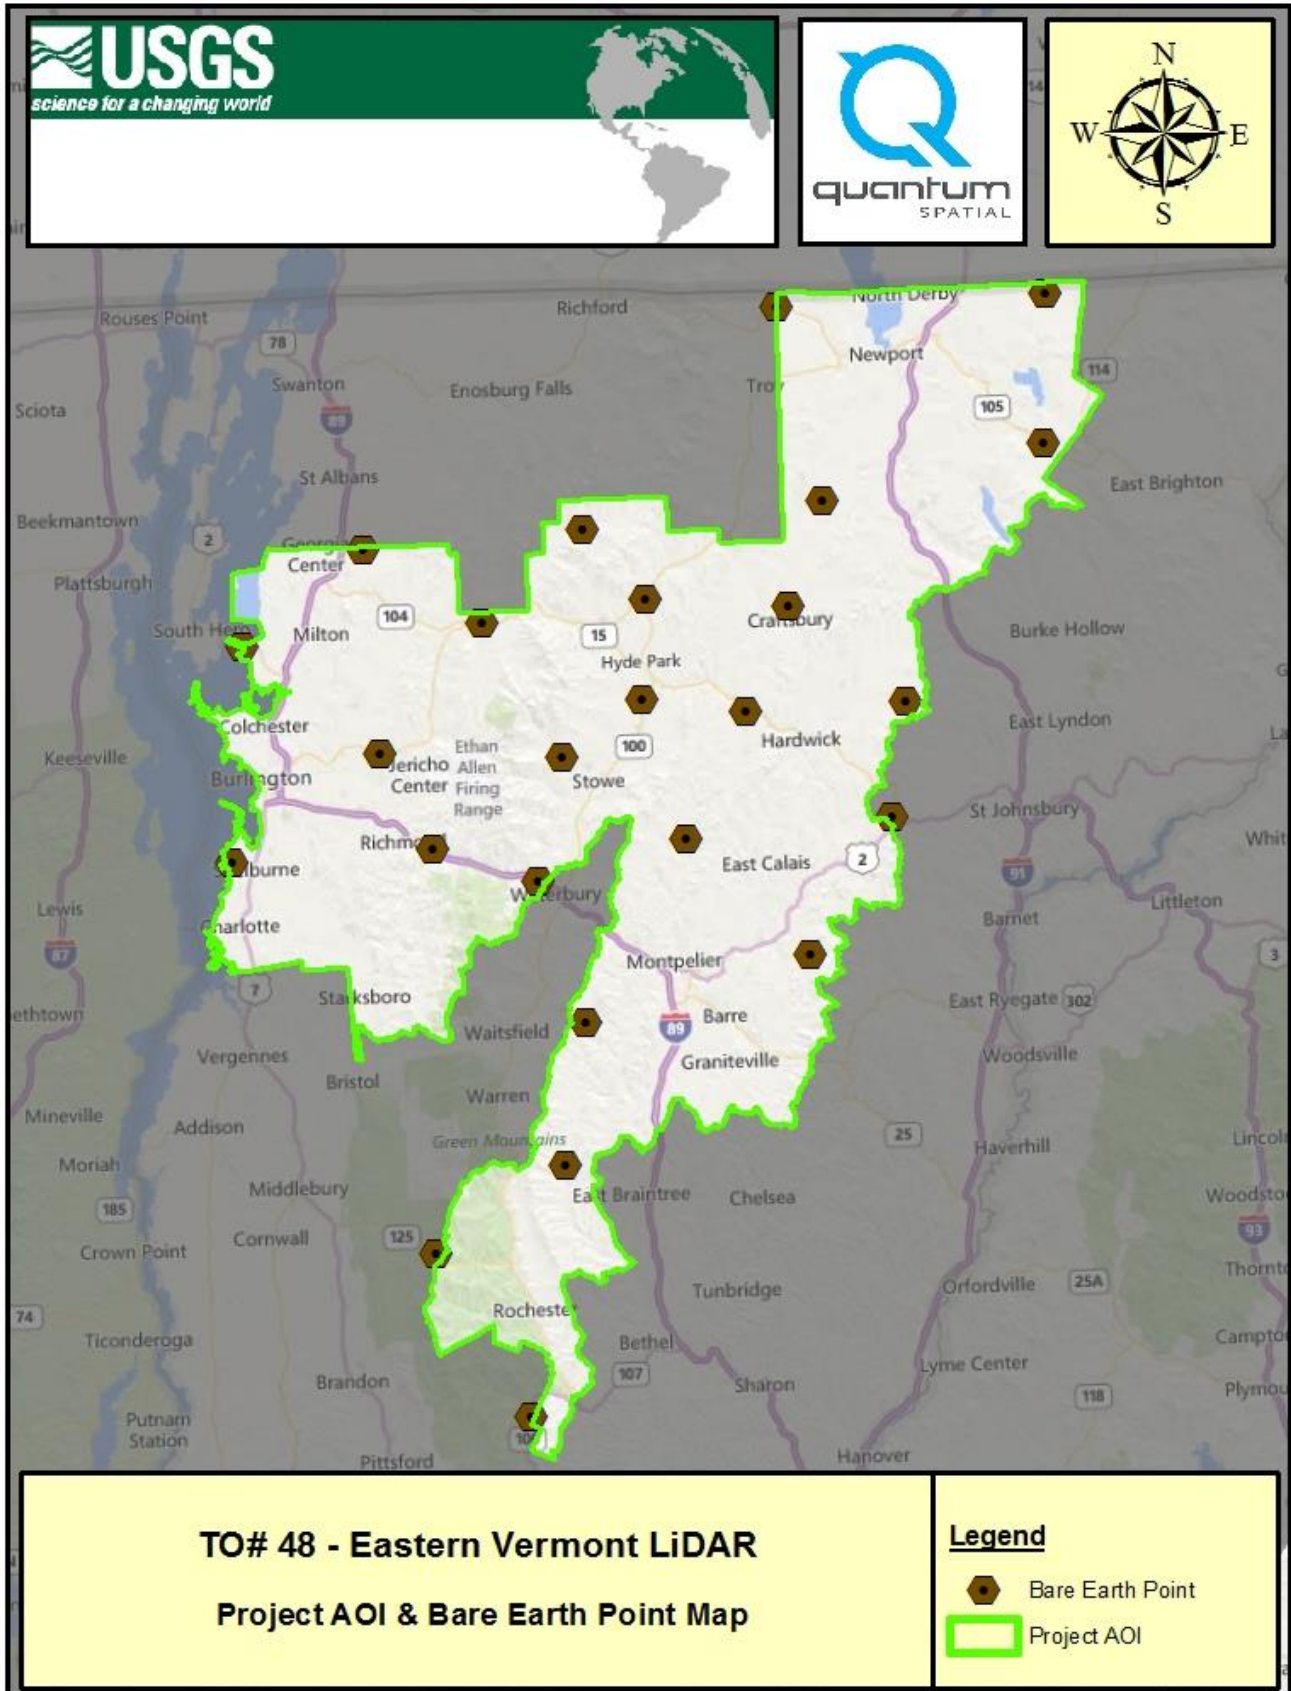 USGS
science for a changing world
quantum
SPATIAL
N
W
E
S
Richford
North Derby
Rouses Point
78
Newport
Swanton
Enosburg Falls
Troy
114
Sciota
105
89
St Albans
East Brighton
Beekmantown
2
Georgia
Center
Plattsburgh
104
Craftsbury
South Hero
Milton
15
Burke Hollow
Hyde Park
Colchester
East Lyndon
Keeseville
100
Hardwick
Ethan
Allen
Firing
Range
Jericho
Center
Burlington
Stowe
St Johnsbury
Richmond
East Calais
2
Shelburne
91
Waterbury
Littleton
Lewis
Charlotte
Barnet
87
Montpelier
3
7
Starksboro
East Ryegate
302
Waitsfield
89
Barre
Vergennes
Graniteville
Woodsville
Bristol
Warren
Mineville
Addison
Green Mountains
25
Haverhill
Moriah
Middlebury
East Braintree
Chelsea
185
Crown Point
Cornwall
125
93
Tunbridge
Orfordville
25A
74
Rochester
Ticonderoga
Bethel
107
Lyme Center
Brandon
Sharon
118
Putnam
Station
Pittsford
Hanover
TO# 48 - Eastern Vermont LiDAR
Project AOI & Bare Earth Point Map
Legend
Bare Earth Point
Project AOI